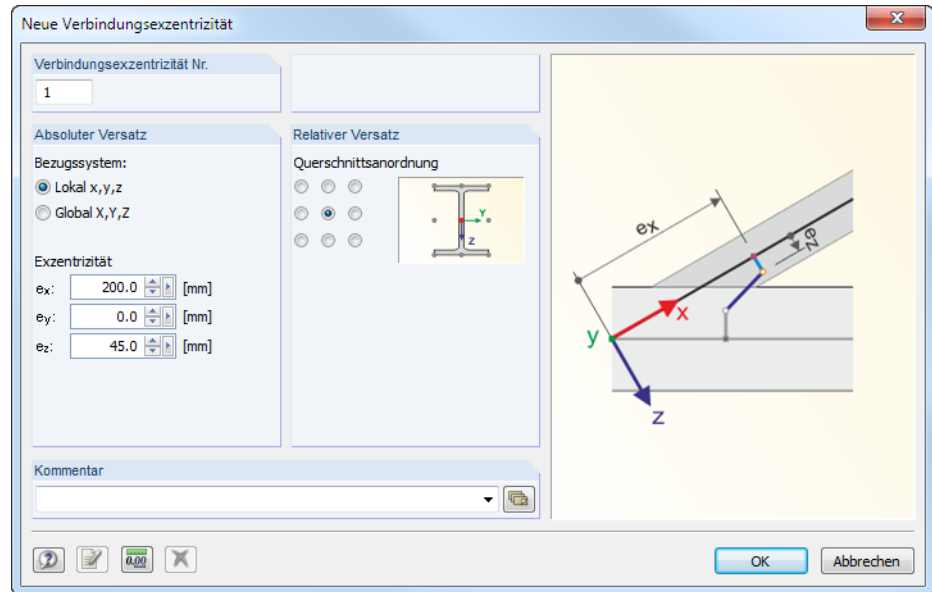 Neue Verbindungsexzentrizität
x
Verbindungsexzentrizität Nr.
1
Absoluter Versatz
Bezugssystem:
Lokal x,y,z
Global X,Y,Z
Exzentrizität
ex: 200.0 [mm]
ey: 0.0 [mm]
ez: 45.0 [mm]
Relativer Versatz
Querschnittsanordnung
Y
z
ex
ez
x
y
z
Kommentar
?
0.00
OK
Abbrechen